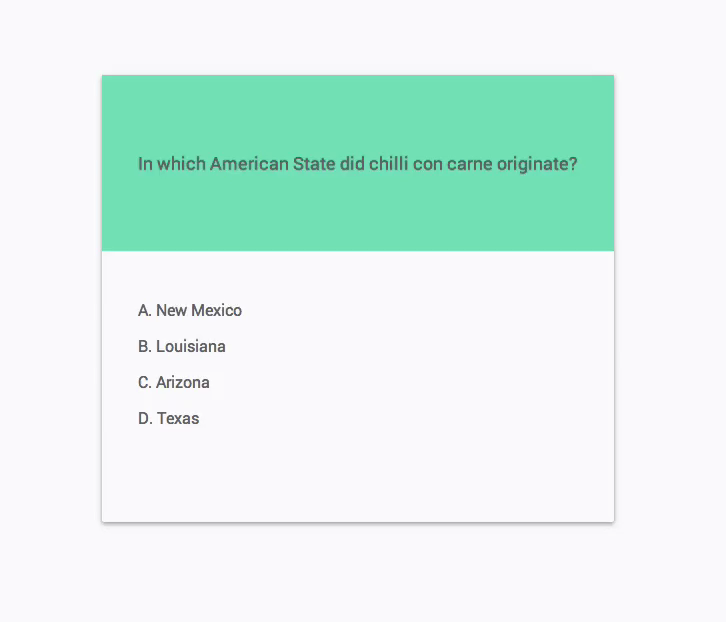 In which American State did chilli con carne originate?
A. New Mexico
B. Louisiana
C. Arizona
D. Texas